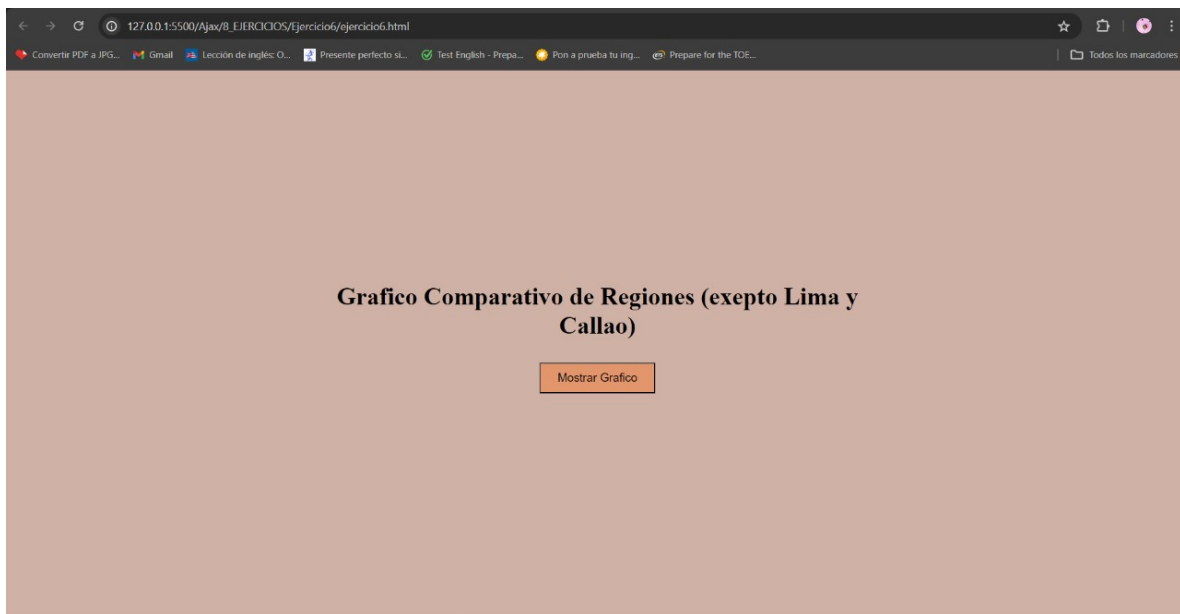 127.0.0.1:5500/Ajax/8_EJERCICIOS/Ejercicio6/ejercicio6.html
Convertir PDF a JPG... Gmail Lección de inglés: O... Presente perfecto si... Test English - Prepa... Pon a prueba tu ing... Prepare for the TOE... Todos los marcadores
Grafico Comparativo de Regiones (exepto Lima y
Callao)
Mostrar Grafico